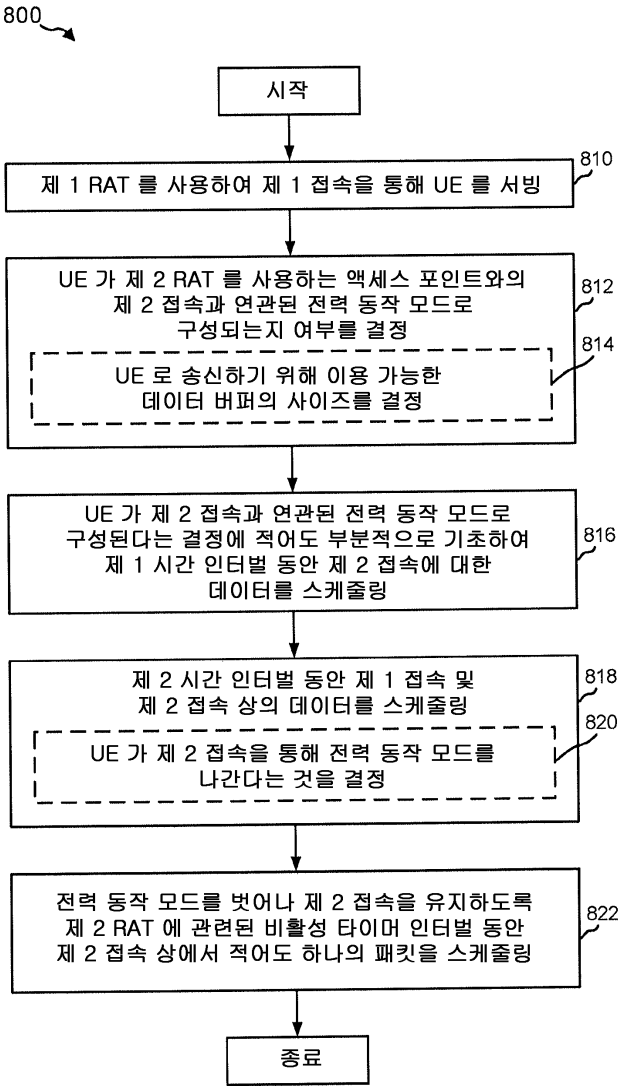 800
시작
제 1 RAT 를 사용하여 제 1 접속을 통해 UE 를 서빙
810
UE 가 제 2 RAT 를 사용하는 액세스 포인트와의
제 2 접속과 연관된 전력 동작 모드로
구성되는지 여부를 결정
812
UE 로 송신하기 위해 이용 가능한
데이터 버퍼의 사이즈를 결정
814
UE 가 제 2 접속과 연관된 전력 동작 모드로
구성된다는 결정에 적어도 부분적으로 기초하여
제 1 시간 인터벌 동안 제 2 접속에 대한
데이터를 스케줄링
816
제 2 시간 인터벌 동안 제 1 접속 및
제 2 접속 상의 데이터를 스케줄링
818
UE 가 제 2 접속을 통해 전력 동작 모드를
나간다는 것을 결정
820
전력 동작 모드를 벗어나 제 2 접속을 유지하도록
제 2 RAT 에 관련된 비활성 타이머 인터벌 동안
제 2 접속 상에서 적어도 하나의 패킷을 스케줄링
822
종료